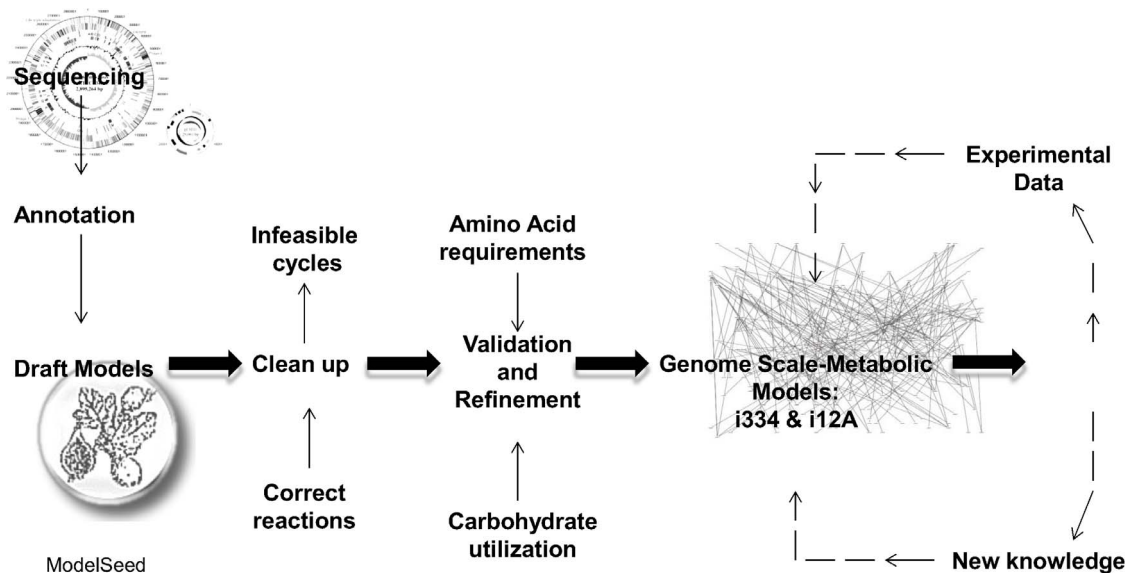 Sequencing
Annotation
Draft Models
ModelSeed
Infeasible
cycles
Clean up
Correct
reactions
Amino Acid
requirements
Validation
and
Refinement
Carbohydrate
utilization
Genome Scale-Metabolic
Models:
i334 & i12A
Experimental
Data
New knowledge